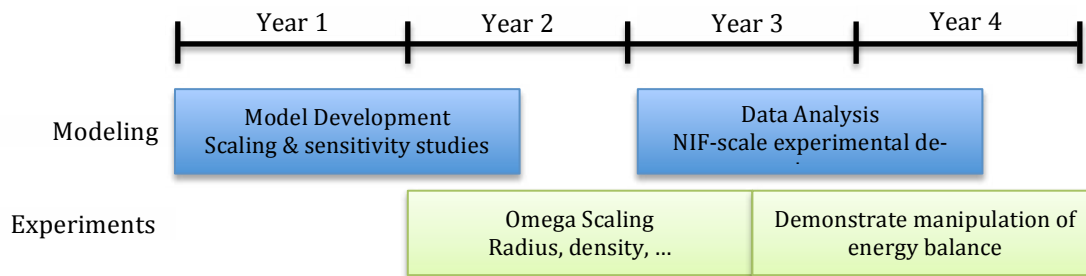 Year 1 Year 2 Year 3 Year 4
Modeling
Model Development
Scaling & sensitivity studies
Data Analysis
NIF-scale experimental de-
Experiments
Omega Scaling
Radius, density, ...
Demonstrate manipulation of
energy balance